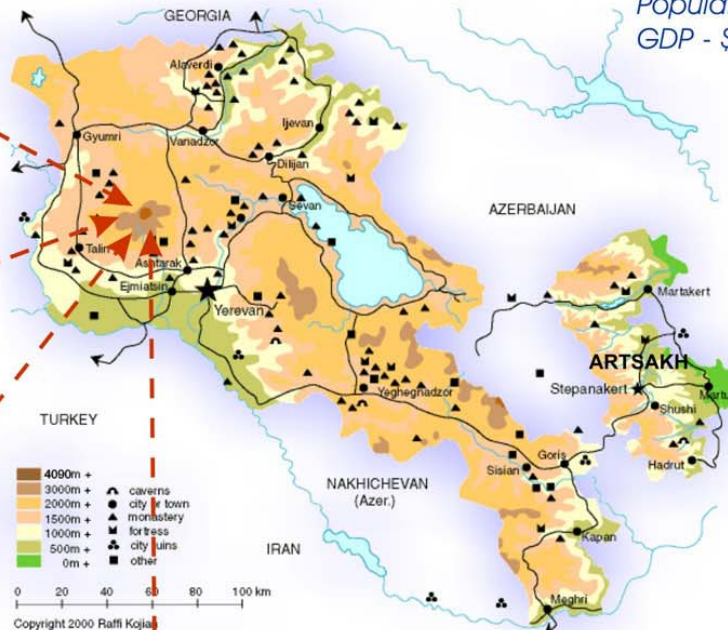 GEORGIA
Popula
GDP - $
Alaverdi
Gyumri
Vanadzor
Ijevan
Dilijan
Sevan
AZERBAIJAN
Talin
Ashtarak
Ejmiatsin
Yerevan
Martakert
ARTSAKH
Stepanakert
Martu
Shushi
Yeghegnadzor
TURKEY
Goris
Sisian
Hadrut
NAKHICHEVAN
(Azer.)
4090m +
3000m +
2000m +
1500m +
1000m +
500m +
0m +
caverns
city or town
monastery
fortress
city ruins
other
IRAN
Kapan
Meghri
0 20 40 60 80 100 km
Copyright 2000 Raffi Kojian